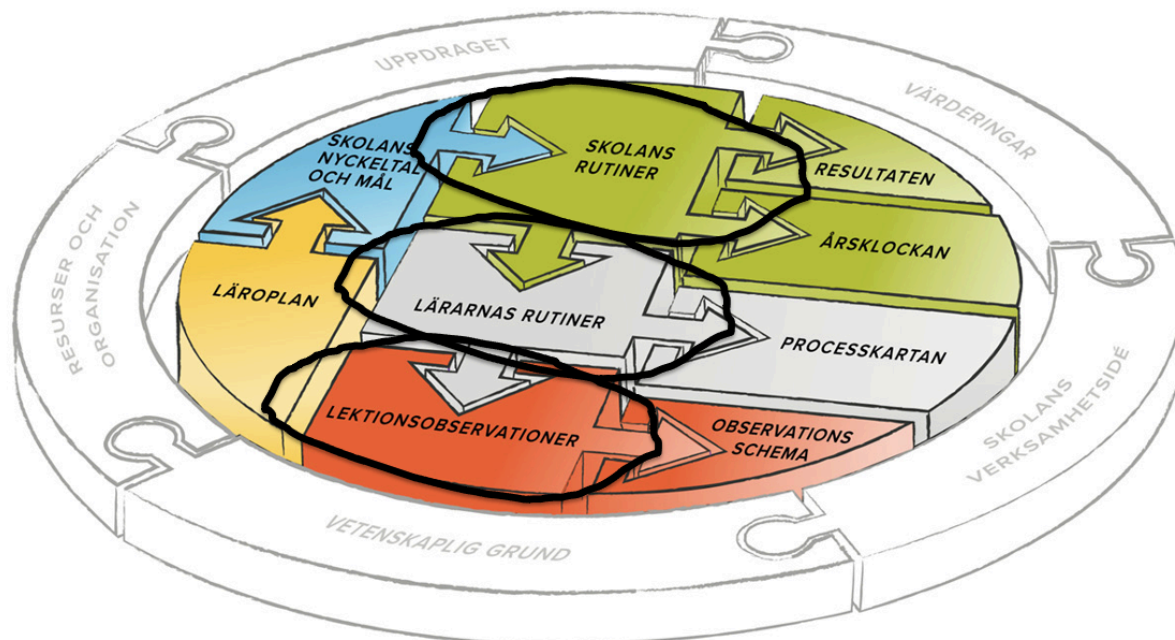 UPPDRAGET
VÄRDERINGAR
SKOLANS
NYCKELTAL
OCH MÅL
SKOLANS
RUTINER
RESULTATEN
ÅRSKLOCKAN
RESURSER OCH
ORGANISATION
LÄROPLAN
LÄRARNAS RUTINER
PROCESSKARTAN
LEKTIONSOBSERVATIONER
OBSERVATIONS
SCHEMA
SKOLANS
VERKSAMHETSIDÉ
VETENSKAPLIG GRUND